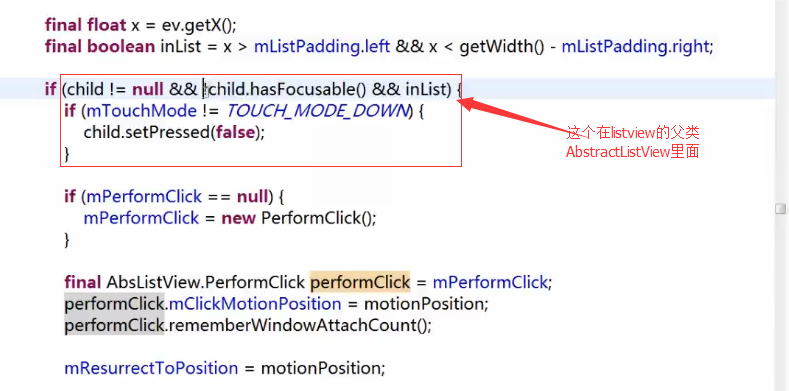 final float x = ev.getX();
final boolean inList = x > mListPadding.left && x < getWidth() - mListPadding.right;
if (child != null && !child.hasFocusable() && inList) {
if (mTouchMode != TOUCH_MODE_DOWN) {
child.setPressed(false);
}
这个在listview的父类
AbstractListView里面
if (mPerformClick == null) {
mPerformClick = new PerformClick();
}
final AbsListView.PerformClick performClick = mPerformClick;
performClick.mClickMotionPosition = motionPosition;
performClick.rememberWindowAttachCount();
mResurrectToPosition = motionPosition;